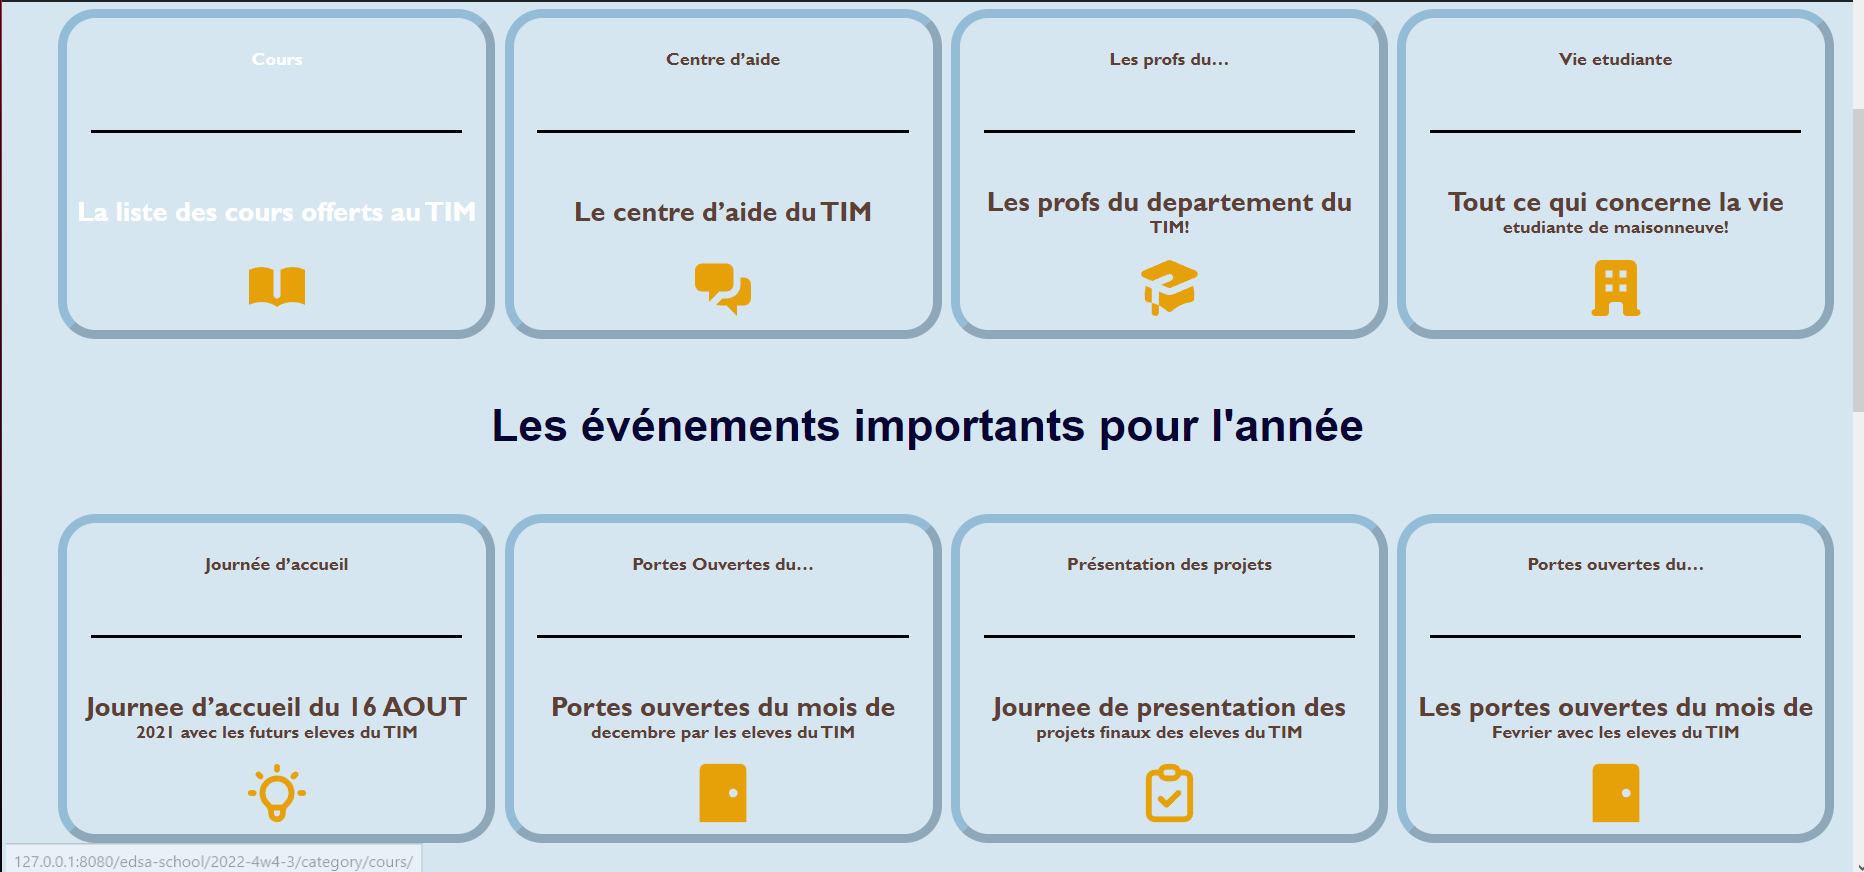 Cours
Centre d’aide
Les profs du...
Vie etudiante
La liste des cours offerts au TIM
Le centre d’aide du TIM
Les profs du departement du
TIM!
Tout ce qui concerne la vie
etudiante de maisonneuve!
Les événements importants pour l'année
Journée d’accueil
Portes Ouvertes du...
Présentation des projets
Portes ouvertes du...
Journee d’accueil du 16 AOUT
2021 avec les futurs eleves du TIM
Portes ouvertes du mois de
decembre par les eleves du TIM
Journee de presentation des
projets finaux des eleves du TIM
Les portes ouvertes du mois de
Fevrier avec les eleves du TIM
127.0.0.1:8080/edsa-school/2022-4w4-3/category/cours/